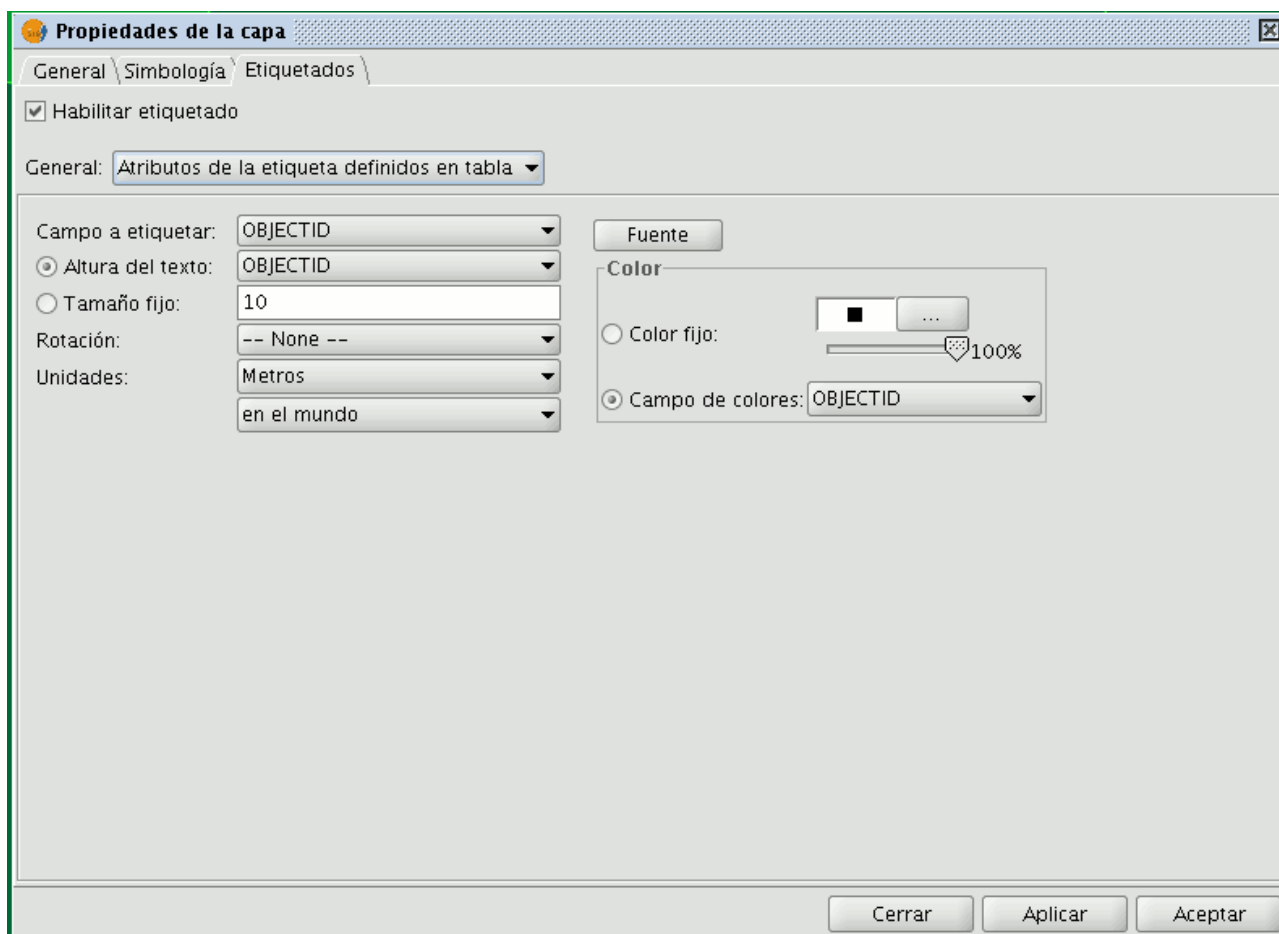 Propiedades de la capa
General Simbología Etiquetados
Habilitar etiquetado
General: Atributos de la etiqueta definidos en tabla
Campo a etiquetar: OBJECTID
Altura del texto: OBJECTID
Tamaño fijo: 10
Rotación: -- None --
Unidades: Metros
en el mundo
Fuente
Color
...
Color fijo:
100%
Campo de colores: OBJECTID
Cerrar Aplicar Aceptar